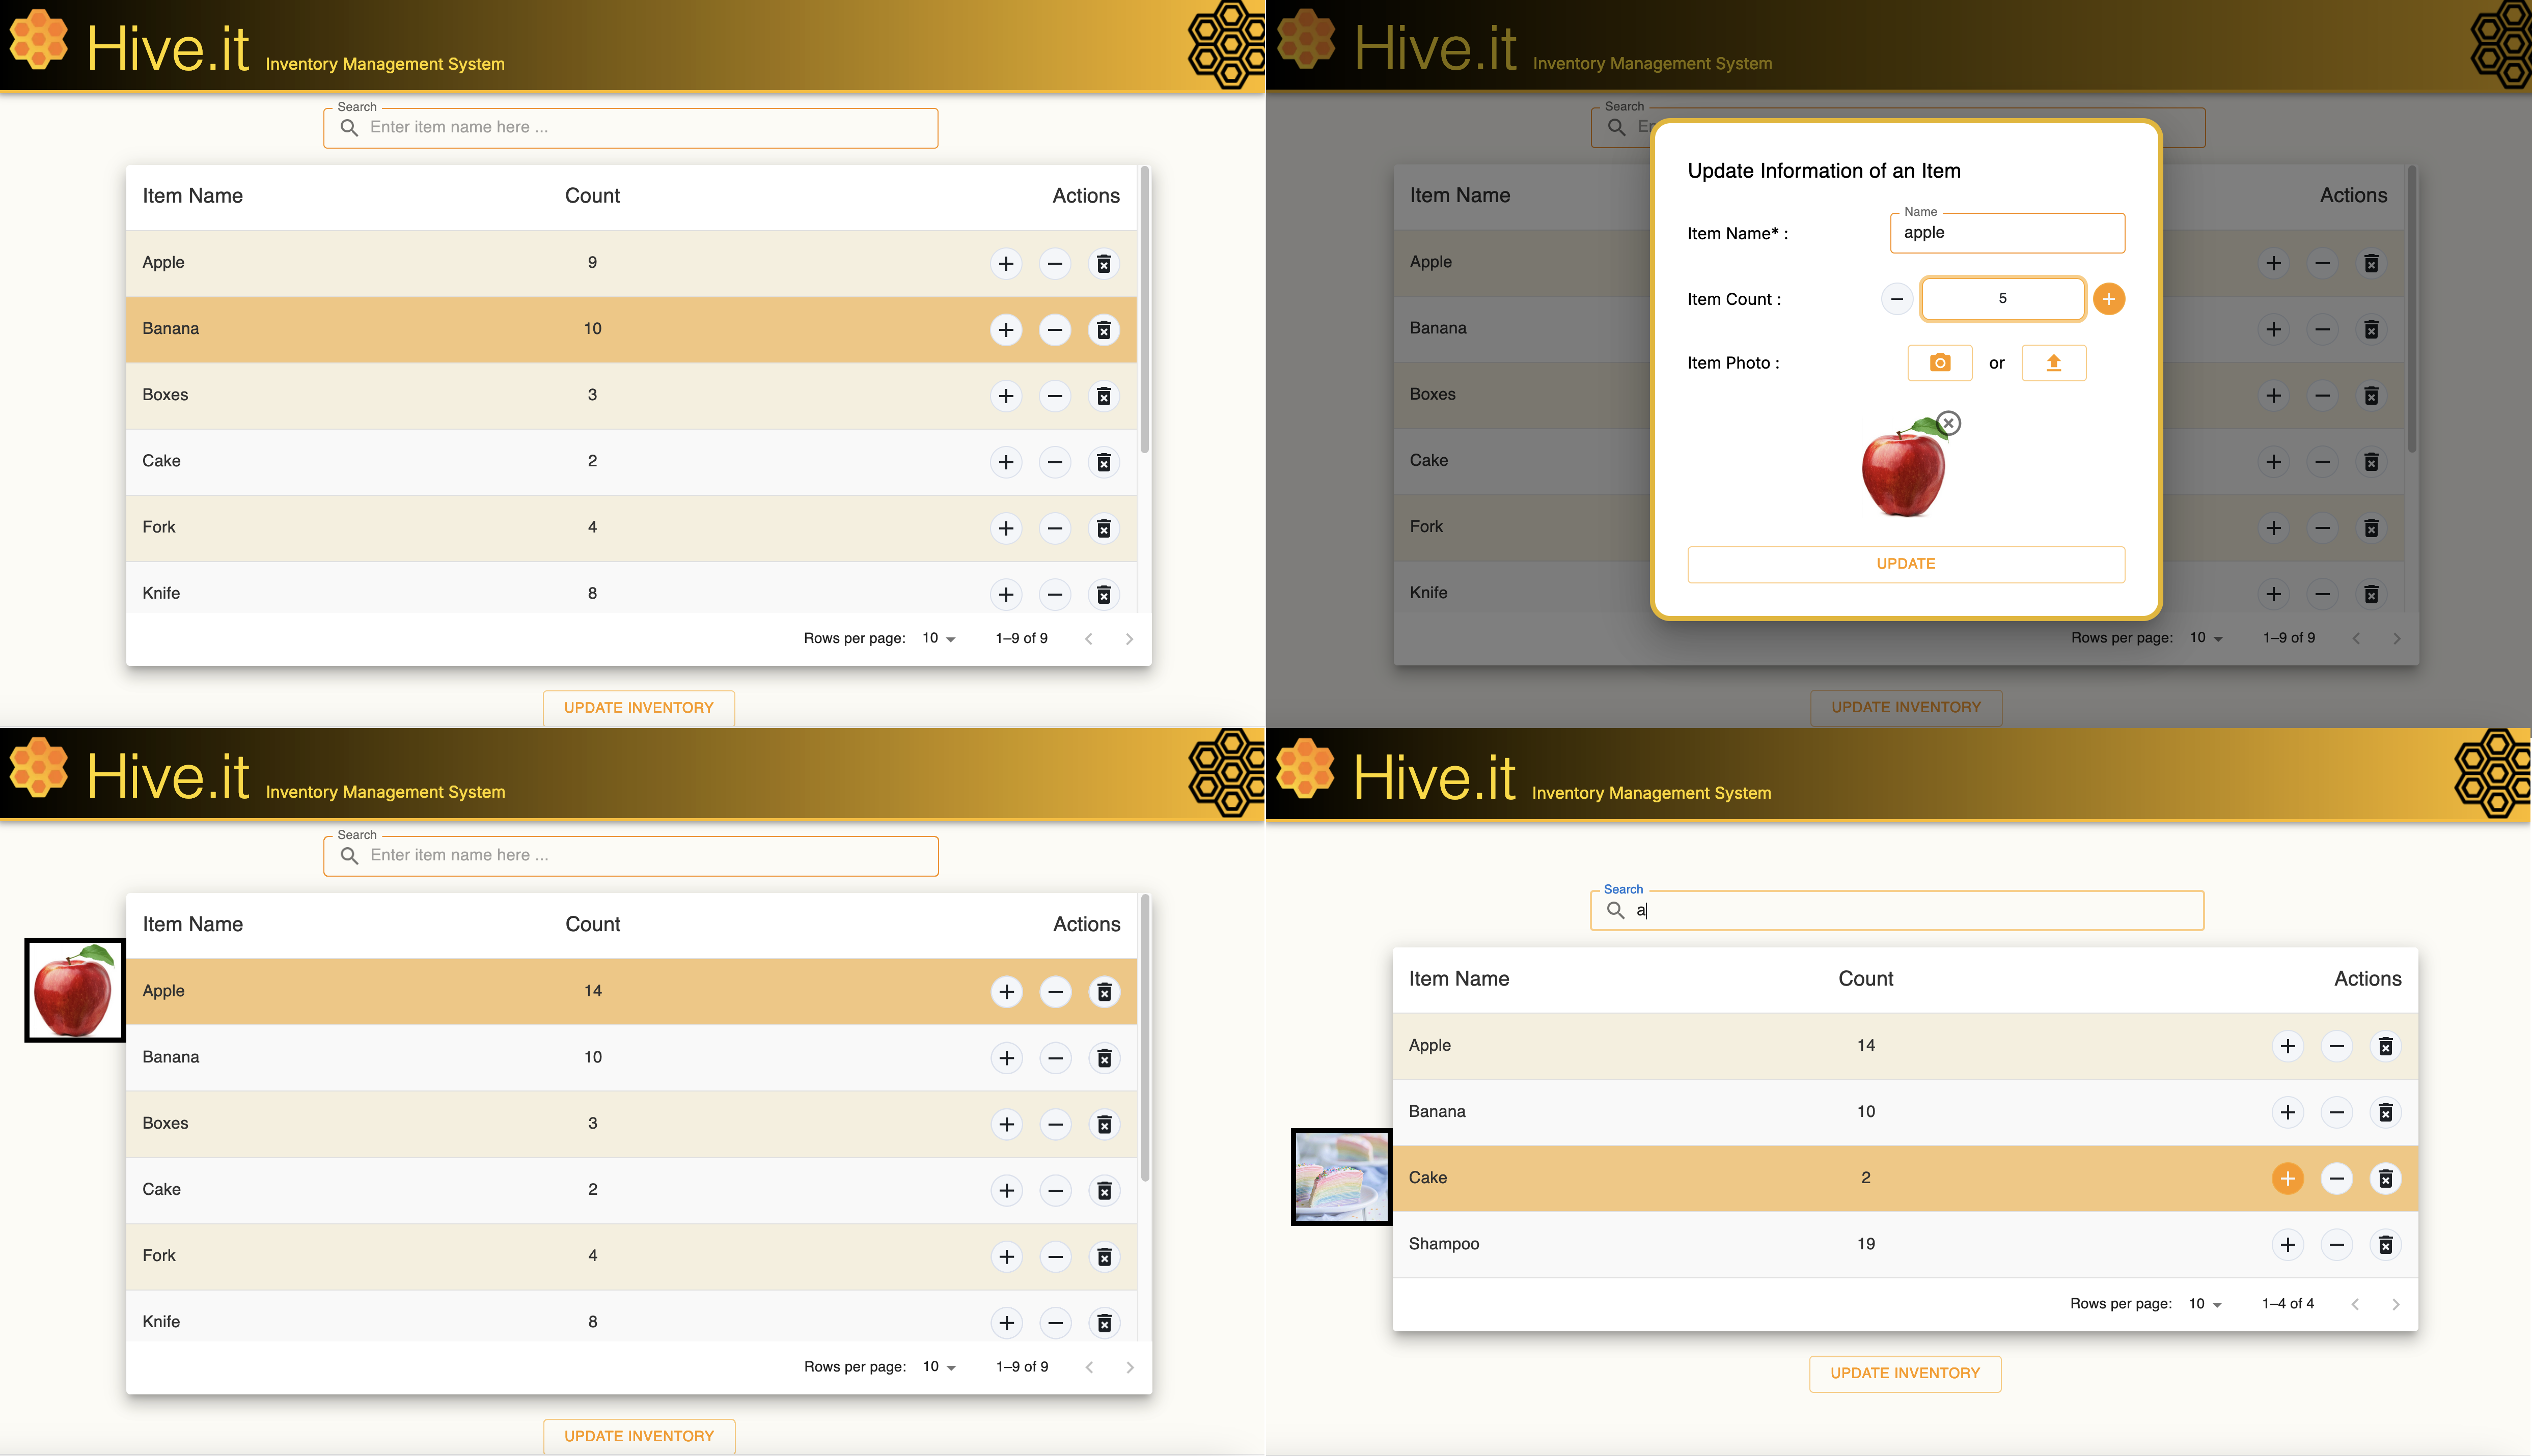 Hive.it Inventory Management System
Search
Enter item name here ...
Item Name Count Actions
Apple 9
Banana 10
Boxes 3
Cake 2
Fork 4
Knife 8
Rows per page: 10 1–9 of 9
UPDATE INVENTORY
Hive.it Inventory Management System
Search
Item Name Actions
Apple
Banana
Boxes
Cake
Fork
Knife
Rows per page: 10 1–9 of 9
UPDATE INVENTORY
Update Information of an Item
Name
Item Name* : apple
Item Count : 5
Item Photo : or
UPDATE
Hive.it Inventory Management System
Search
Enter item name here ...
Item Name Count Actions
Apple 14
Banana 10
Boxes 3
Cake 2
Fork 4
Knife 8
Rows per page: 10 1–9 of 9
UPDATE INVENTORY
Hive.it Inventory Management System
Search
a
Item Name Count Actions
Apple 14
Banana 10
Cake 2
Shampoo 19
Rows per page: 10 1–4 of 4
UPDATE INVENTORY